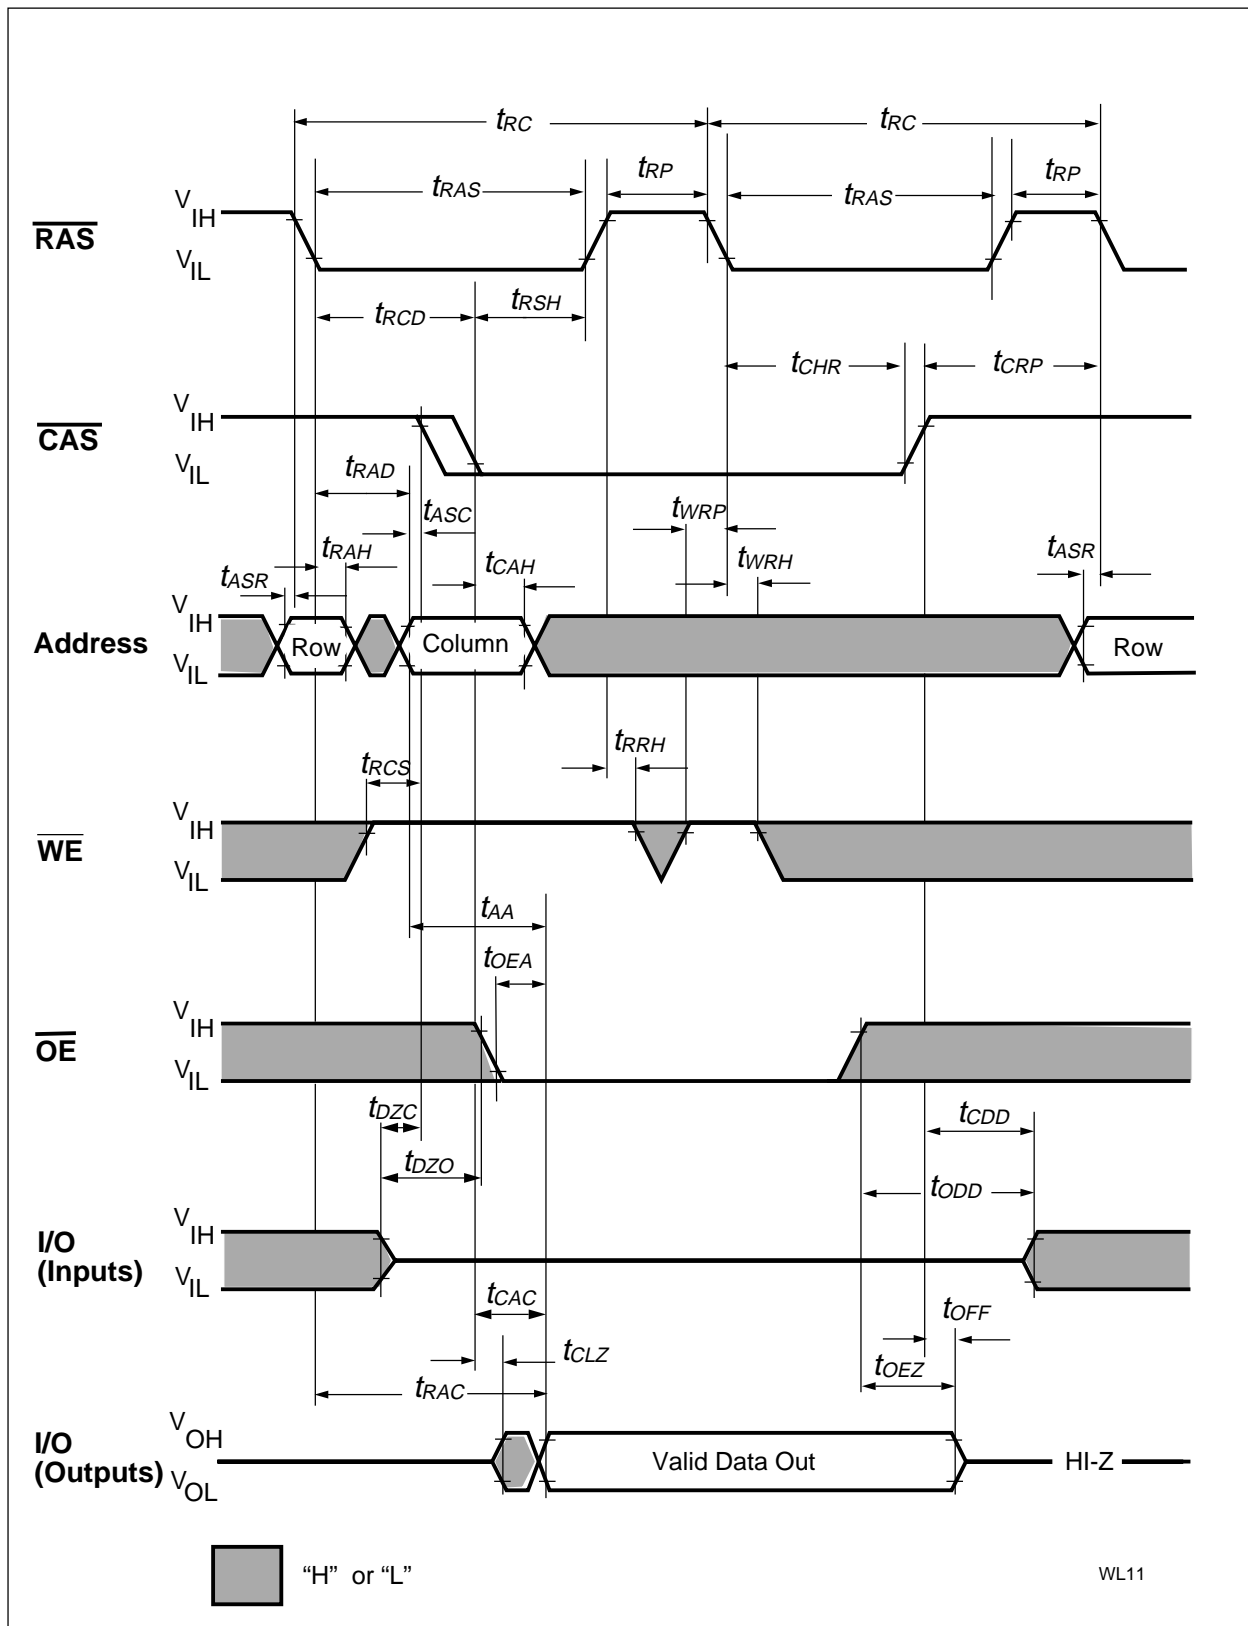 tRC tRC
tRAS tRP tRAS tRP
VIH
RAS
VIL
tRCD tRSH
tCHR tCRP
VIH
CAS
VIL
tRAD
tASC tWRP
tRAH tCAH tWRH tASR
tASR
VIH
Address Row Column Row
VIL
tRRH
tRCS
VIH
WE
VIL
tAA
tOEA
VIH
OE
VIL
tDZC tCDD
tDZO tODD
VIH
I/O
(Inputs)
VIL
tCAC tOFF
tCLZ tOEZ
tRAC
VOH
I/O
(Outputs) Valid Data Out HI-Z
VOL
“H” or “L”
WL11